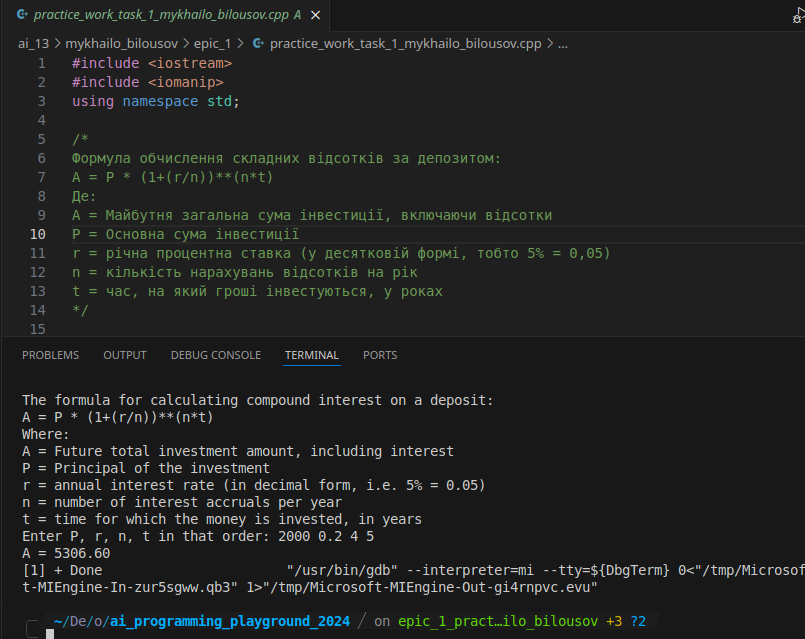 practice_work_task_1_mykhailo_bilousov.cpp A
ai_13 > mykhailo_bilousov > epic_1 > practice_work_task_1_mykhailo_bilousov.cpp > ...
1 #include <iostream>
2 #include <iomanip>
3 using namespace std;
4
5 /*
6 Формула обчислення складних відсотків за депозитом:
7 A = P * (1+(r/n))**(n*t)
8 Де:
9 A = Майбутня загальна сума інвестиції, включаючи відсотки
10 P = Основна сума інвестиції
11 r = річна процентна ставка (у десятковій формі, тобто 5% = 0,05)
12 n = кількість нарахувань відсотків на рік
13 t = час, на який гроші інвестуються, у роках
14 */
15
PROBLEMS OUTPUT DEBUG CONSOLE TERMINAL PORTS
The formula for calculating compound interest on a deposit:
A = P * (1+(r/n))**(n*t)
Where:
A = Future total investment amount, including interest
P = Principal of the investment
r = annual interest rate (in decimal form, i.e. 5% = 0.05)
n = number of interest accruals per year
t = time for which the money is invested, in years
Enter P, r, n, t in that order: 2000 0.2 4 5
A = 5306.60
[1] + Done "/usr/bin/gdb" --interpreter=mi --tty=${DbgTerm} 0<"/tmp/Microsof
t-MIEngine-In-zur5sgww.qb3" 1>"/tmp/Microsoft-MIEngine-Out-gi4rnpvc.evu"
~/De/o/ai_programming_playground_2024 / on epic_1_pract…ilo_bilousov +3 ?2